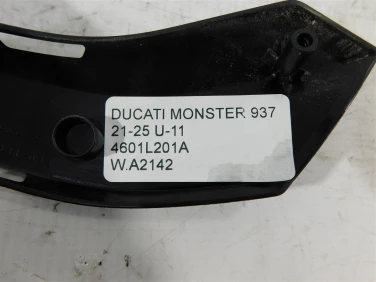 DUCATI MONSTER 937
21-25 U-11
4601L201A
W.A2142